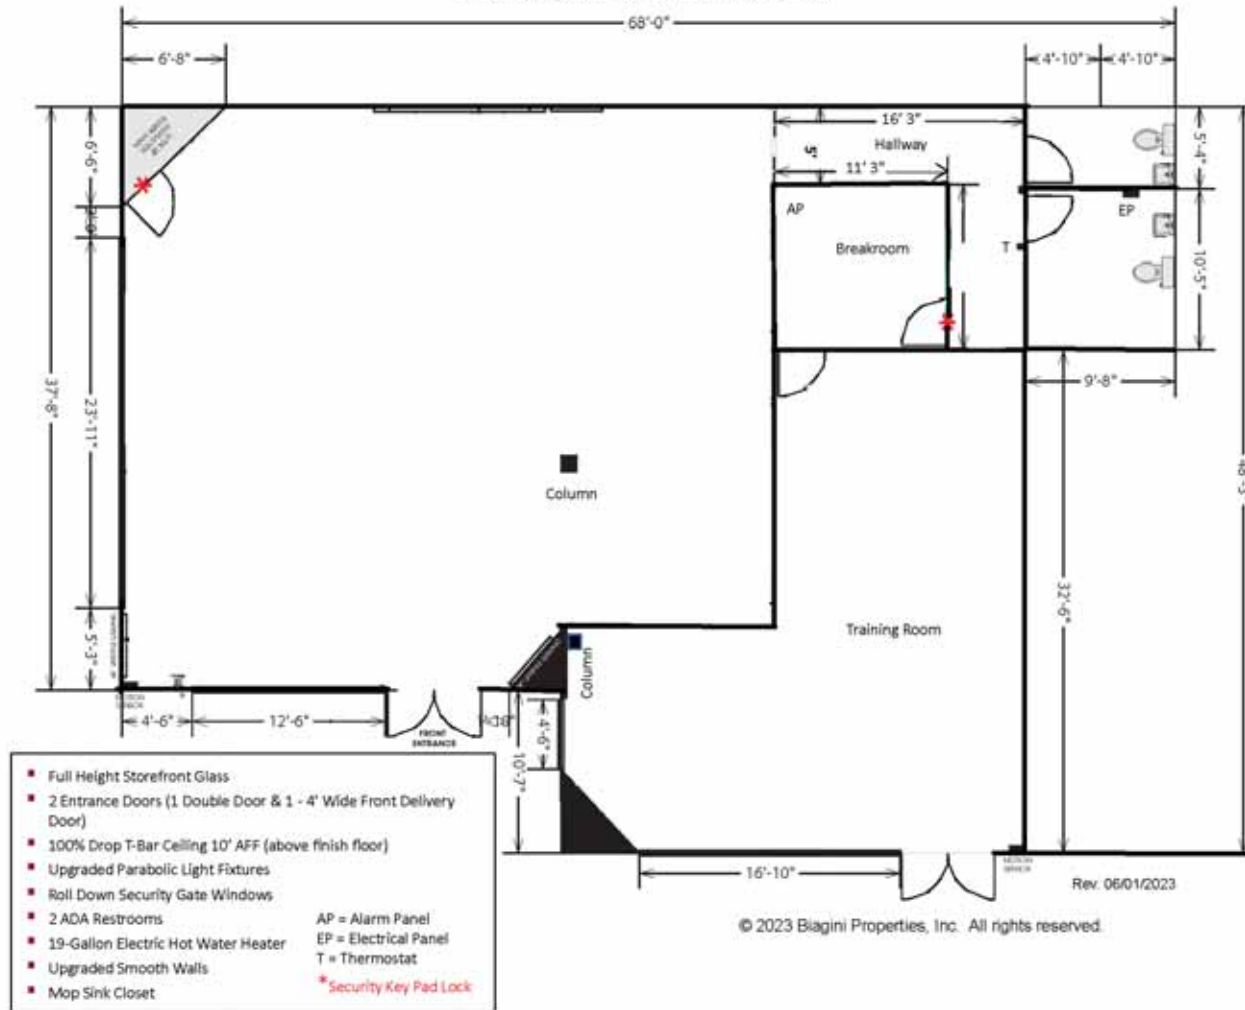 68'-0"
6'-8"
4'-10"
4'-10"
16' 3"
Hallway
5'
11' 3"
5'-4"
6'-6"
AP
EP
Breakroom
T
10'-5"
9'-8"
37'-8"
23'-11"
Column
32'-6"
Training Room
5'-3"
Column
4'-6"
12'-6"
FRONT
ENTRANCE
4'-6"
10'-7"
16'-10"
Rev. 06/01/2023
© 2023 Biagini Properties, Inc. All rights reserved.
▪ Full Height Storefront Glass
▪ 2 Entrance Doors (1 Double Door & 1 - 4' Wide Front Delivery
Door)
▪ 100% Drop T-Bar Ceiling 10' AFF (above finish floor)
▪ Upgraded Parabolic Light Fixtures
▪ Roll Down Security Gate Windows
▪ 2 ADA Restrooms
▪ 19-Gallon Electric Hot Water Heater
▪ Upgraded Smooth Walls
▪ Mop Sink Closet
AP = Alarm Panel
EP = Electrical Panel
T = Thermostat
*Security Key Pad Lock